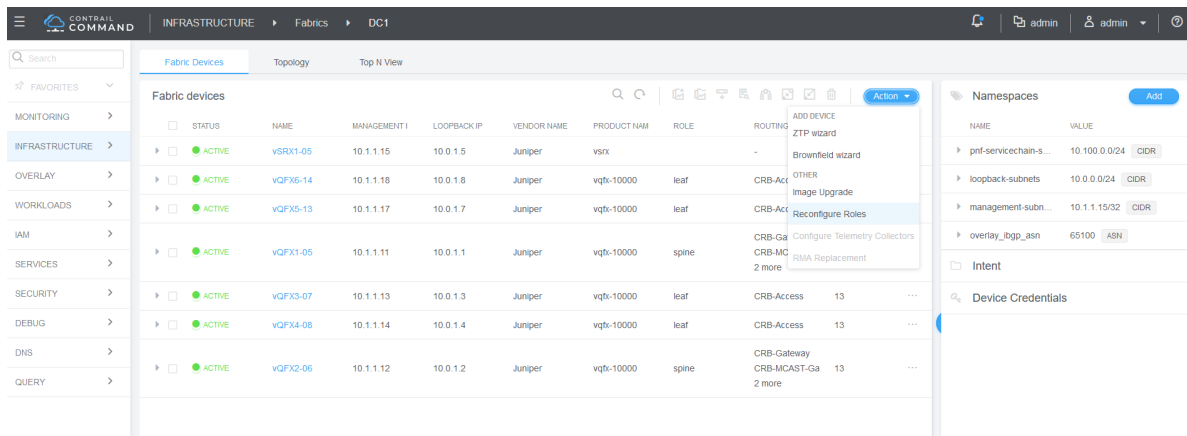 CONTRAIL
COMMAND
INFRASTRUCTURE Fabrics DC1
admin admin
Search
FAVORITES
MONITORING
INFRASTRUCTURE
OVERLAY
WORKLOADS
IAM
SERVICES
SECURITY
DEBUG
DNS
QUERY
Fabric Devices Topology Top N View
Fabric devices
Action
STATUS NAME MANAGEMENT I LOOPBACK IP VENDOR NAME PRODUCT NAM ROLE ROUTING
ACTIVE vSRX1-05 10.1.1.15 10.0.1.5 Juniper vsrx -
ACTIVE vQFX6-14 10.1.1.18 10.0.1.8 Juniper vqfx-10000 leaf CRB-Acc
ACTIVE vQFX5-13 10.1.1.17 10.0.1.7 Juniper vqfx-10000 leaf CRB-Acc
CRB-Ga
ACTIVE vQFX1-05 10.1.1.11 10.0.1.1 Juniper vqfx-10000 spine CRB-MC
2 more
ACTIVE vQFX3-07 10.1.1.13 10.0.1.3 Juniper vqfx-10000 leaf CRB-Access 13 ...
ACTIVE vQFX4-08 10.1.1.14 10.0.1.4 Juniper vqfx-10000 leaf CRB-Access 13 ...
CRB-Gateway
ACTIVE vQFX2-06 10.1.1.12 10.0.1.2 Juniper vqfx-10000 spine CRB-MCAST-Ga 13 ...
2 more
ADD DEVICE
ZTP wizard
Brownfield wizard
OTHER
Image Upgrade
Reconfigure Roles
Configure Telemetry Collectors
RMA Replacement
Namespaces Add
NAME VALUE
pnf-servicechain-s... 10.100.0.0/24 CIDR
loopback-subnets 10.0.0.0/24 CIDR
management-subn... 10.1.1.15/32 CIDR
overlay_ibgp_asn 65100 ASN
Intent
Device Credentials